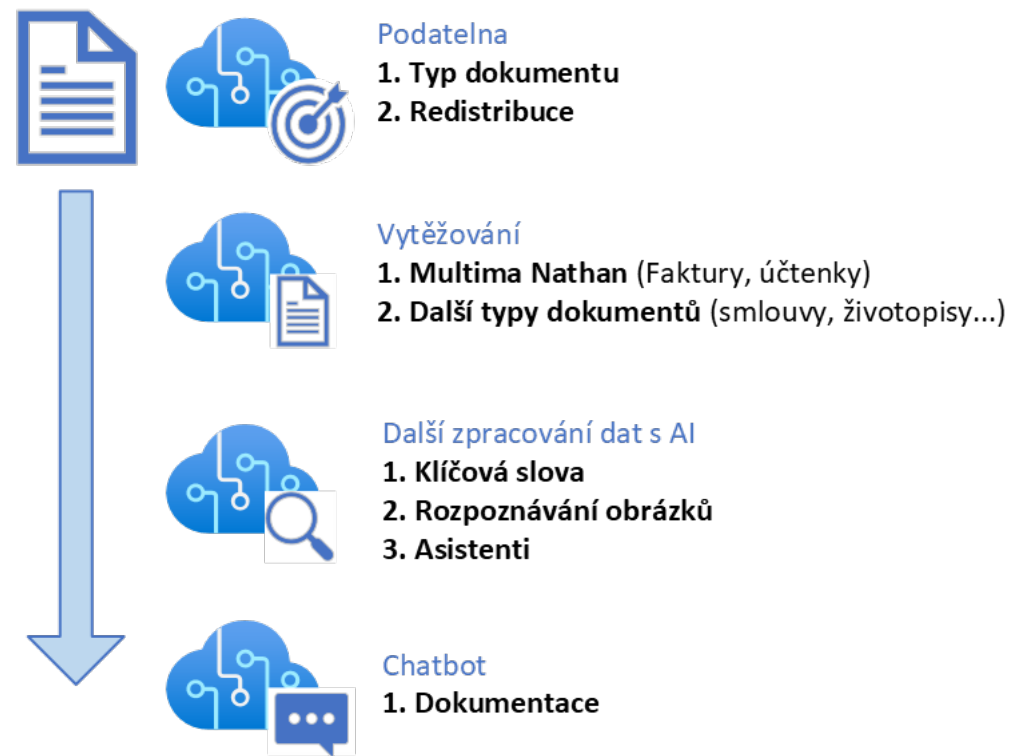 Podatelna
1. Typ dokumentu
2. Redistribuce
Vytěžování
1. Multima Nathan (Faktury, účtenky)
2. Další typy dokumentů (smlouvy, životopisy...)
Další zpracování dat s AI
1. Klíčová slova
2. Rozpoznávání obrázků
3. Asistenti
Chatbot
1. Dokumentace